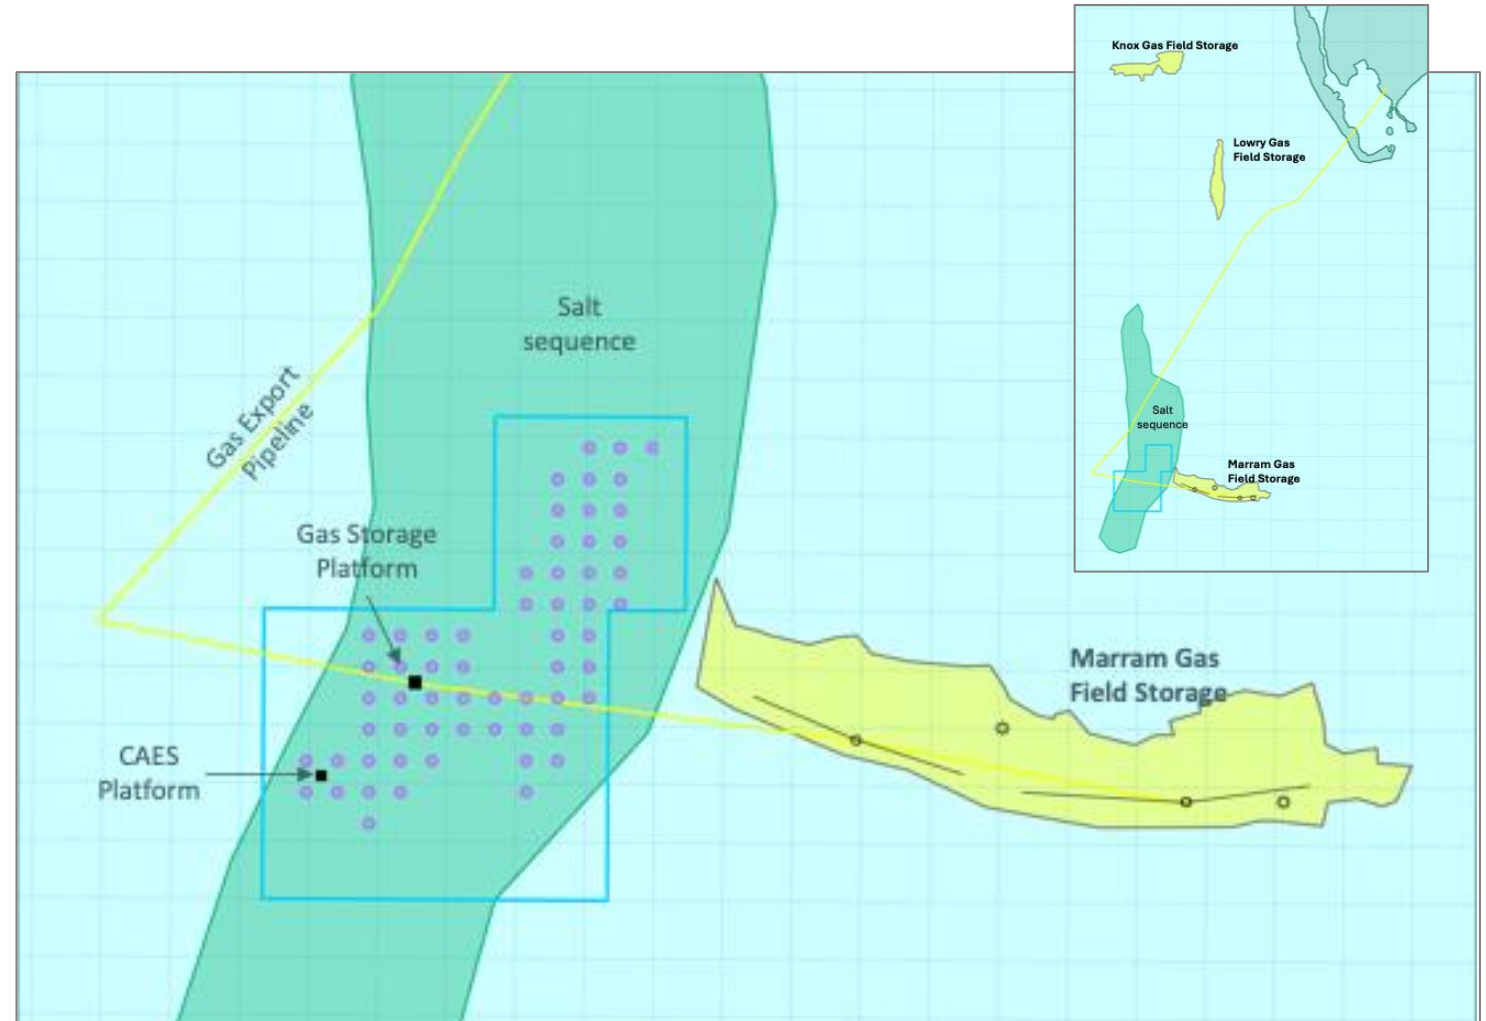 Knox Gas Field Storage
Lowry Gas
Field Storage
Salt
sequence
Marram Gas
Field Storage
Salt
sequence
Gas Export
Pipeline
Gas Storage
Platform
Marram Gas
Field Storage
CAES
Platform